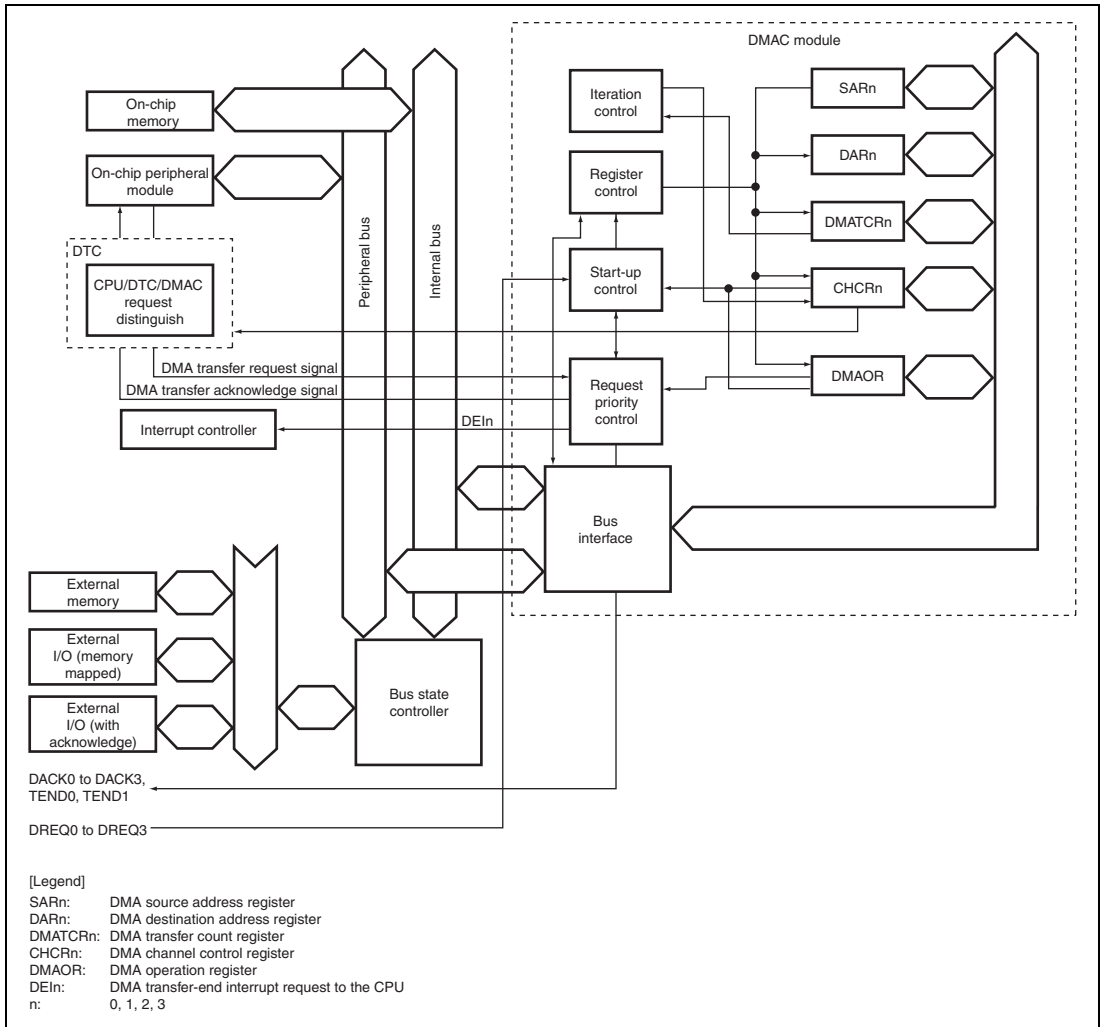 DMAC module
On-chip
memory
On-chip peripheral
module
DTC
CPU/DTC/DMAC
request
distinguish
Peripheral bus
Internal bus
Iteration
control
Register
control
Start-up
control
Request
priority
control
SARn
DARn
DMATCRn
CHCRn
DMAOR
DMA transfer request signal
DMA transfer acknowledge signal
Interrupt controller
DEIn
Bus
interface
External
memory
External
I/O (memory
mapped)
External
I/O (with
acknowledge)
Bus state
controller
DACK0 to DACK3,
TEND0, TEND1
DREQ0 to DREQ3
[Legend]
SARn: DMA source address register
DARn: DMA destination address register
DMATCRn: DMA transfer count register
CHCRn: DMA channel control register
DMAOR: DMA operation register
DEIn: DMA transfer-end interrupt request to the CPU
n: 0, 1, 2, 3